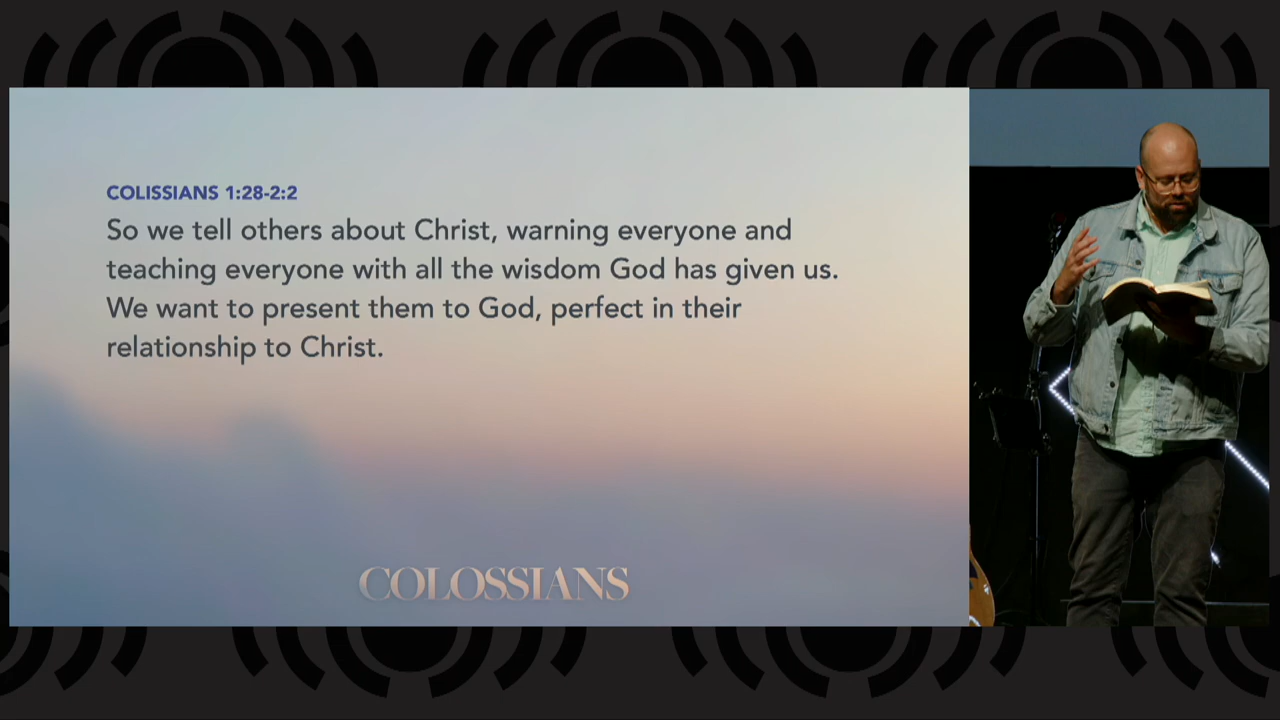 COLISSIANS 1:28-2:2
So we tell others about Christ, warning everyone and
teaching everyone with all the wisdom God has given us.
We want to present them to God, perfect in their
relationship to Christ.
COLOSSIANS